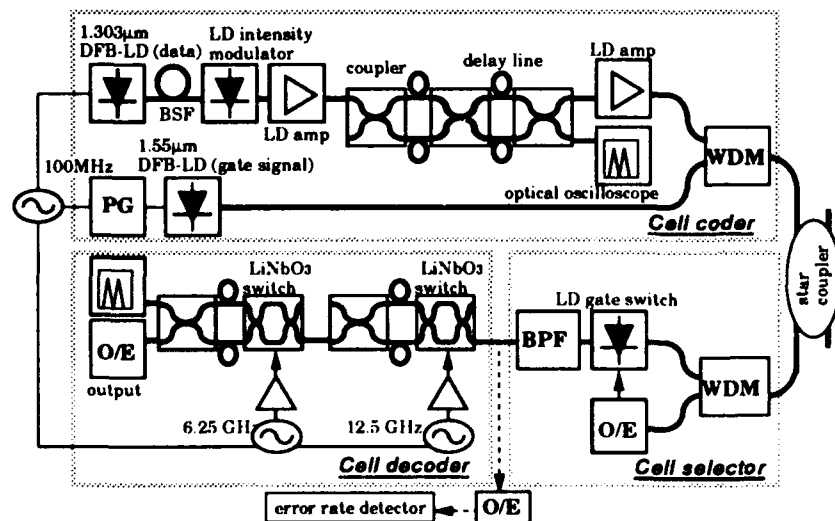 1.303µm
DFB-LD (data)
LD intensity
modulator
BSF
LD amp
coupler
delay line
LD amp
1.55µm
DFB-LD (gate signal)
100MHz
PG
optical oscilloscope
WDM
Cell coder
star
coupler
LiNbO3
switch
LiNbO3
switch
O/E
output
6.25 GHz
12.5 GHz
Cell decoder
LD gate switch
BPF
O/E
WDM
Cell selector
error rate detector
O/E